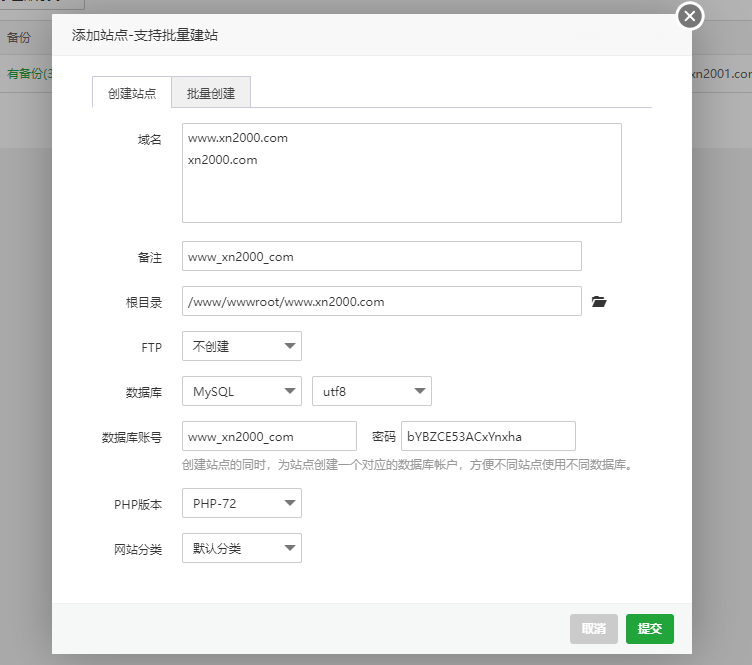 备份
有备份(3
xn2001.com
添加站点-支持批量建站
创建站点 批量创建
域名 www.xn2000.com
xn2000.com
备注 www_xn2000_com
根目录 /www/wwwroot/www.xn2000.com
FTP 不创建
数据库 MySQL utf8
数据库账号 www_xn2000_com 密码 bYBZCE53ACxYnxha
创建站点的同时，为站点创建一个对应的数据库帐户，方便不同站点使用不同数据库。
PHP版本 PHP-72
网站分类 默认分类
取消 提交